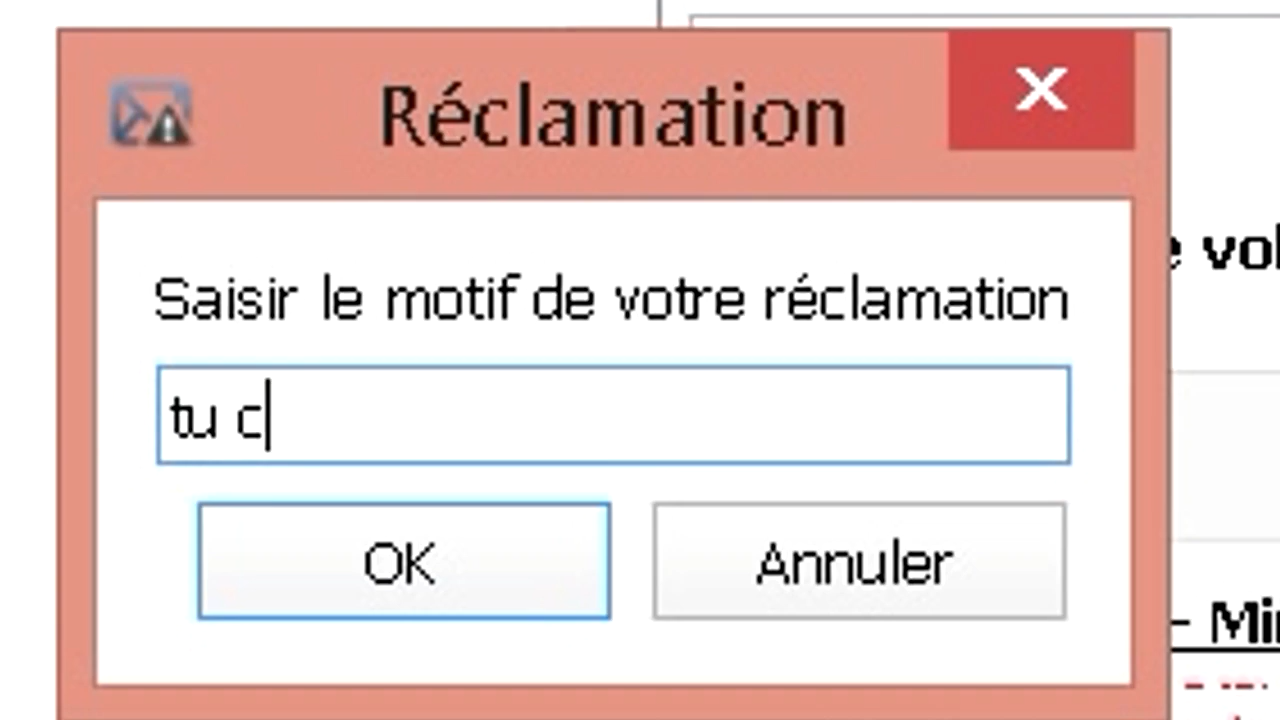 Réclamation
Saisir le motif de votre réclamation
tu c
OK
Annuler